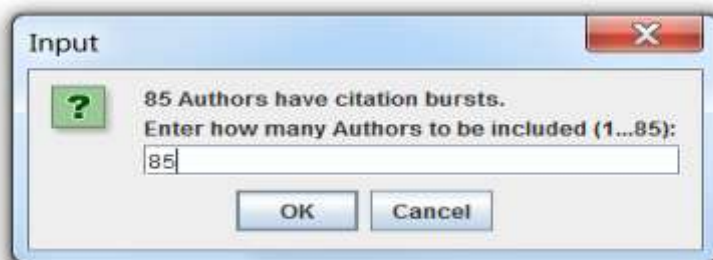 Input
X
?
85 Authors have citation bursts.
Enter how many Authors to be included (1...85):
85
OK Cancel